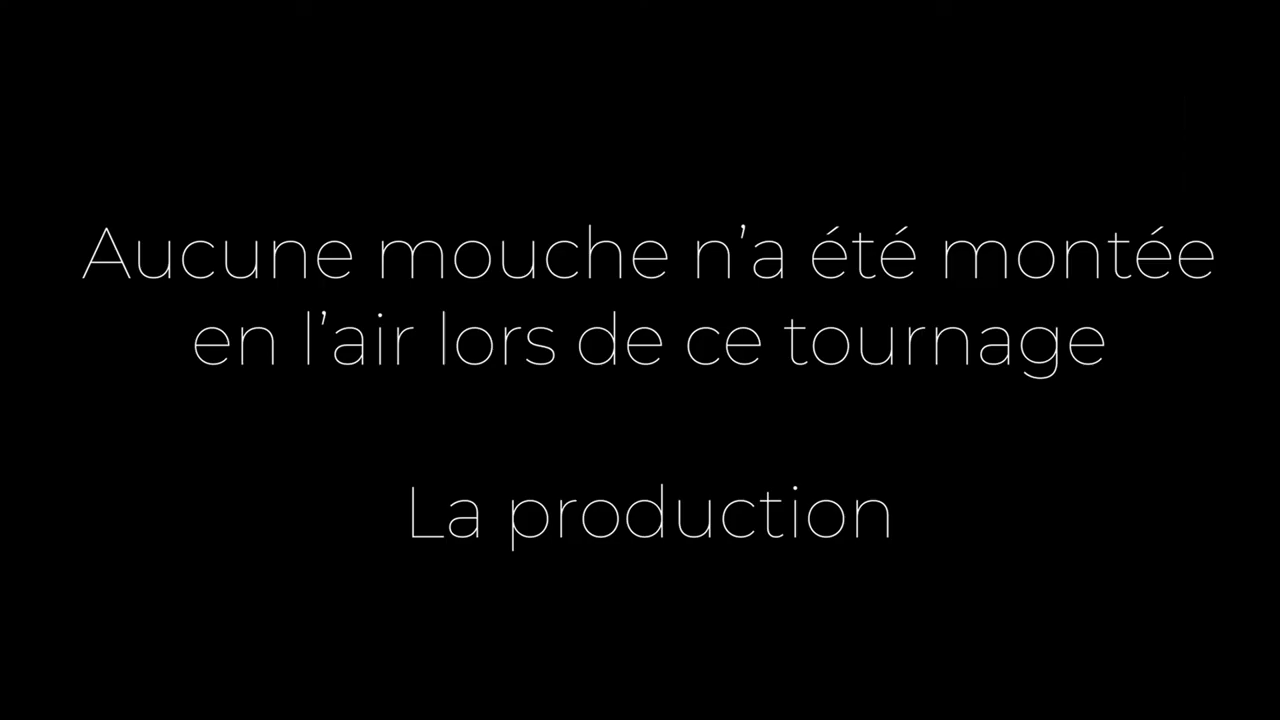 Aucune mouche n’a été montée
en l’air lors de ce tournage
La production